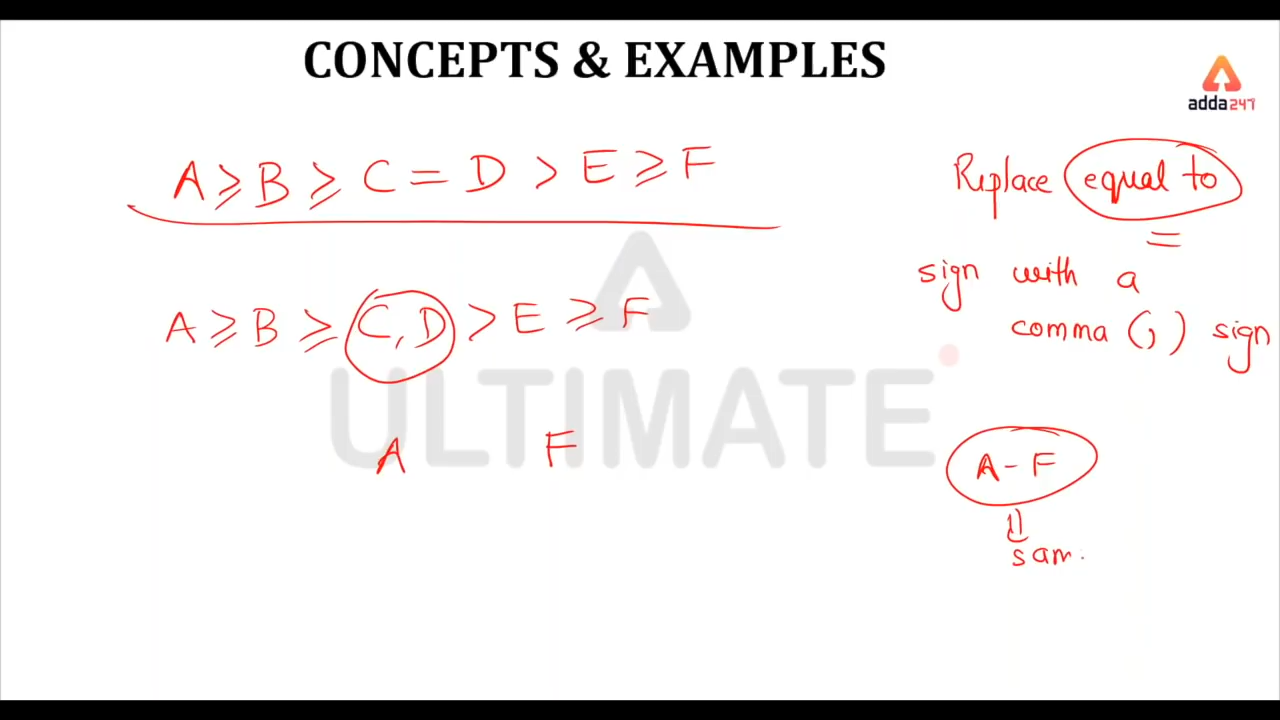 CONCEPTS & EXAMPLES
adda247
A ≥ B ≥ C = D > E ≥ F
Replace equal to
=
sign with a
comma (,) sign
A ≥ B ≥ C, D > E ≥ F
ULTIMATE
A F
A - F
sam